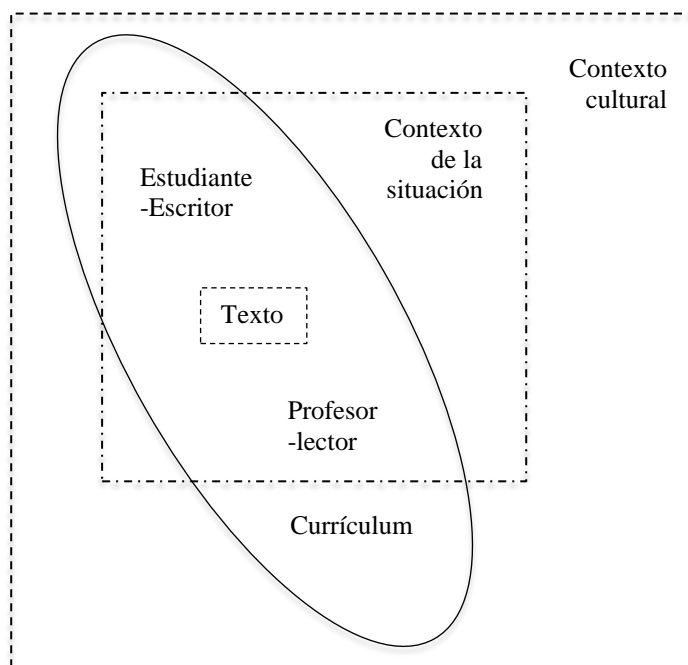 Contexto
cultural
Contexto
de la
situación
Estudiante
-Escritor
Texto
Profesor
-lector
Currículum